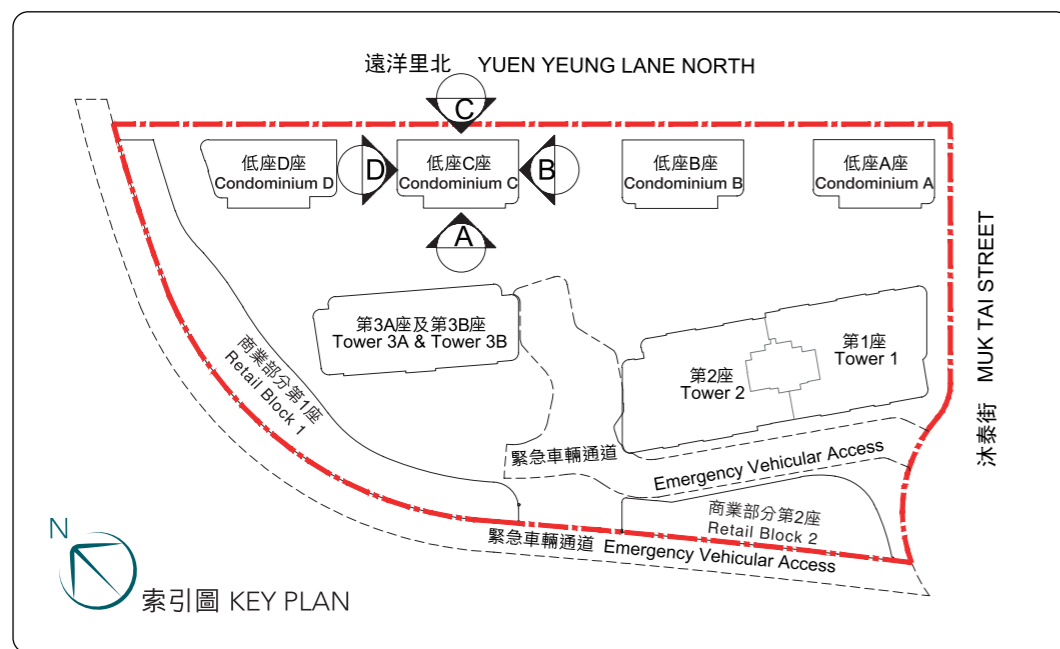 遠洋里北 YUEN YEUNG LANE NORTH
C
低座D座
Condominium D
D
低座C座
Condominium C
B
低座B座
Condominium B
低座A座
Condominium A
A
沐泰街 MUK TAI STREET
第3A座及第3B座
Tower 3A & Tower 3B
第1座
Tower 1
第2座
Tower 2
商業部分第1座
Retail Block 1
緊急車輛通道 Emergency Vehicular Access
商業部分第2座
Retail Block 2
緊急車輛通道 Emergency Vehicular Access
N
索引圖 KEY PLAN